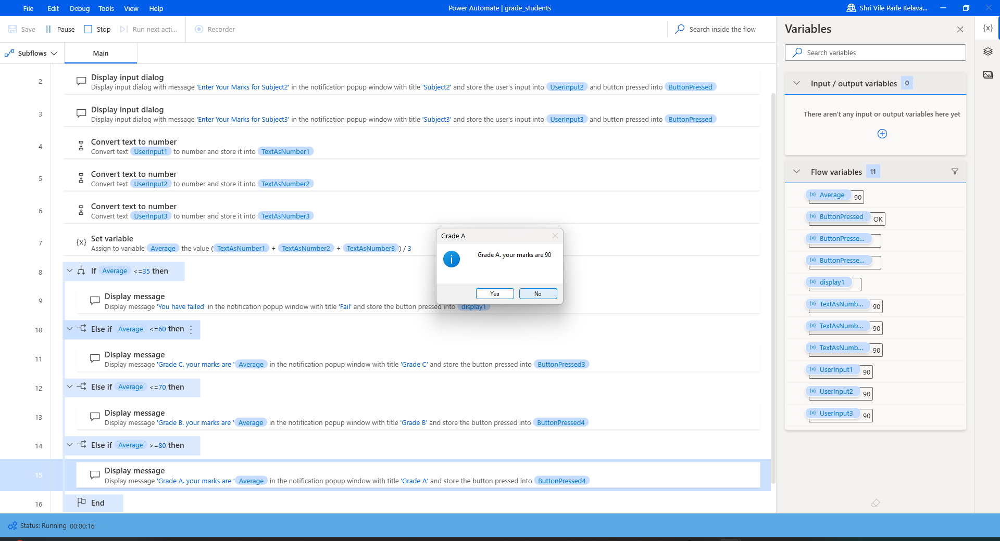 File Edit Debug Tools View Help
Power Automate | grade_students
Shri Vile Parle Kelava...
Save Pause Stop Run next acti... Recorder
Search inside the flow
Subflows Main
2
Display input dialog
Display input dialog with message 'Enter Your Marks for Subject2' in the notification popup window with title 'Subject2' and store the user's input into UserInput2 and button pressed into ButtonPressed
3
Display input dialog
Display input dialog with message 'Enter Your Marks for Subject3' in the notification popup window with title 'Subject3' and store the user's input into UserInput3 and button pressed into ButtonPressed
4
Convert text to number
Convert text UserInput1 to number and store it into TextAsNumber1
5
Convert text to number
Convert text UserInput2 to number and store it into TextAsNumber2
6
Convert text to number
Convert text UserInput3 to number and store it into TextAsNumber3
7
{x} Set variable
Assign to variable Average the value ( TextAsNumber1 + TextAsNumber2 + TextAsNumber3 ) / 3
8
If Average <=35 then
9
Display message
Display message 'You have failed' in the notification popup window with title 'Fail' and store the button pressed into display1
10
Else if Average <=60 then
11
Display message
Display message 'Grade C. your marks are ' Average in the notification popup window with title 'Grade C' and store the button pressed into ButtonPressed3
12
Else if Average <=70 then
13
Display message
Display message 'Grade B. your marks are ' Average in the notification popup window with title 'Grade B' and store the button pressed into ButtonPressed4
14
Else if Average >=80 then
15
Display message
Display message 'Grade A. your marks are ' Average in the notification popup window with title 'Grade A' and store the button pressed into ButtonPressed4
16
End
Grade A
Grade A. your marks are 90
Yes No
Variables
{x}
Search variables
Input / output variables 0
There aren't any input or output variables here yet
Flow variables 11
{x} Average 90
{x} ButtonPressed OK
{x} ButtonPresse...
{x} ButtonPresse...
{x} display1
{x} TextAsNumb... 90
{x} TextAsNumb... 90
{x} TextAsNumb... 90
{x} UserInput1 90
{x} UserInput2 90
{x} UserInput3 90
Status: Running 00:00:16